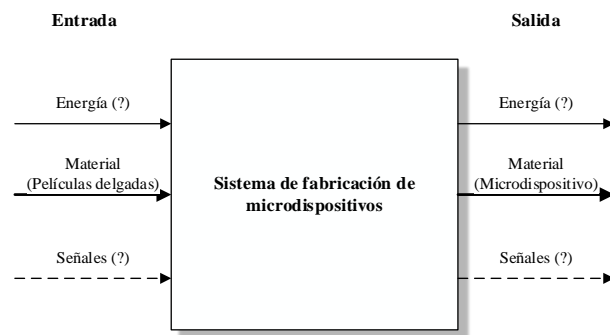 Entrada
Salida
Energía (?)
Energía (?)
Material
(Películas delgadas)
Sistema de fabricación de
microdispositivos
Material
(Microdispositivo)
Señales (?)
Señales (?)